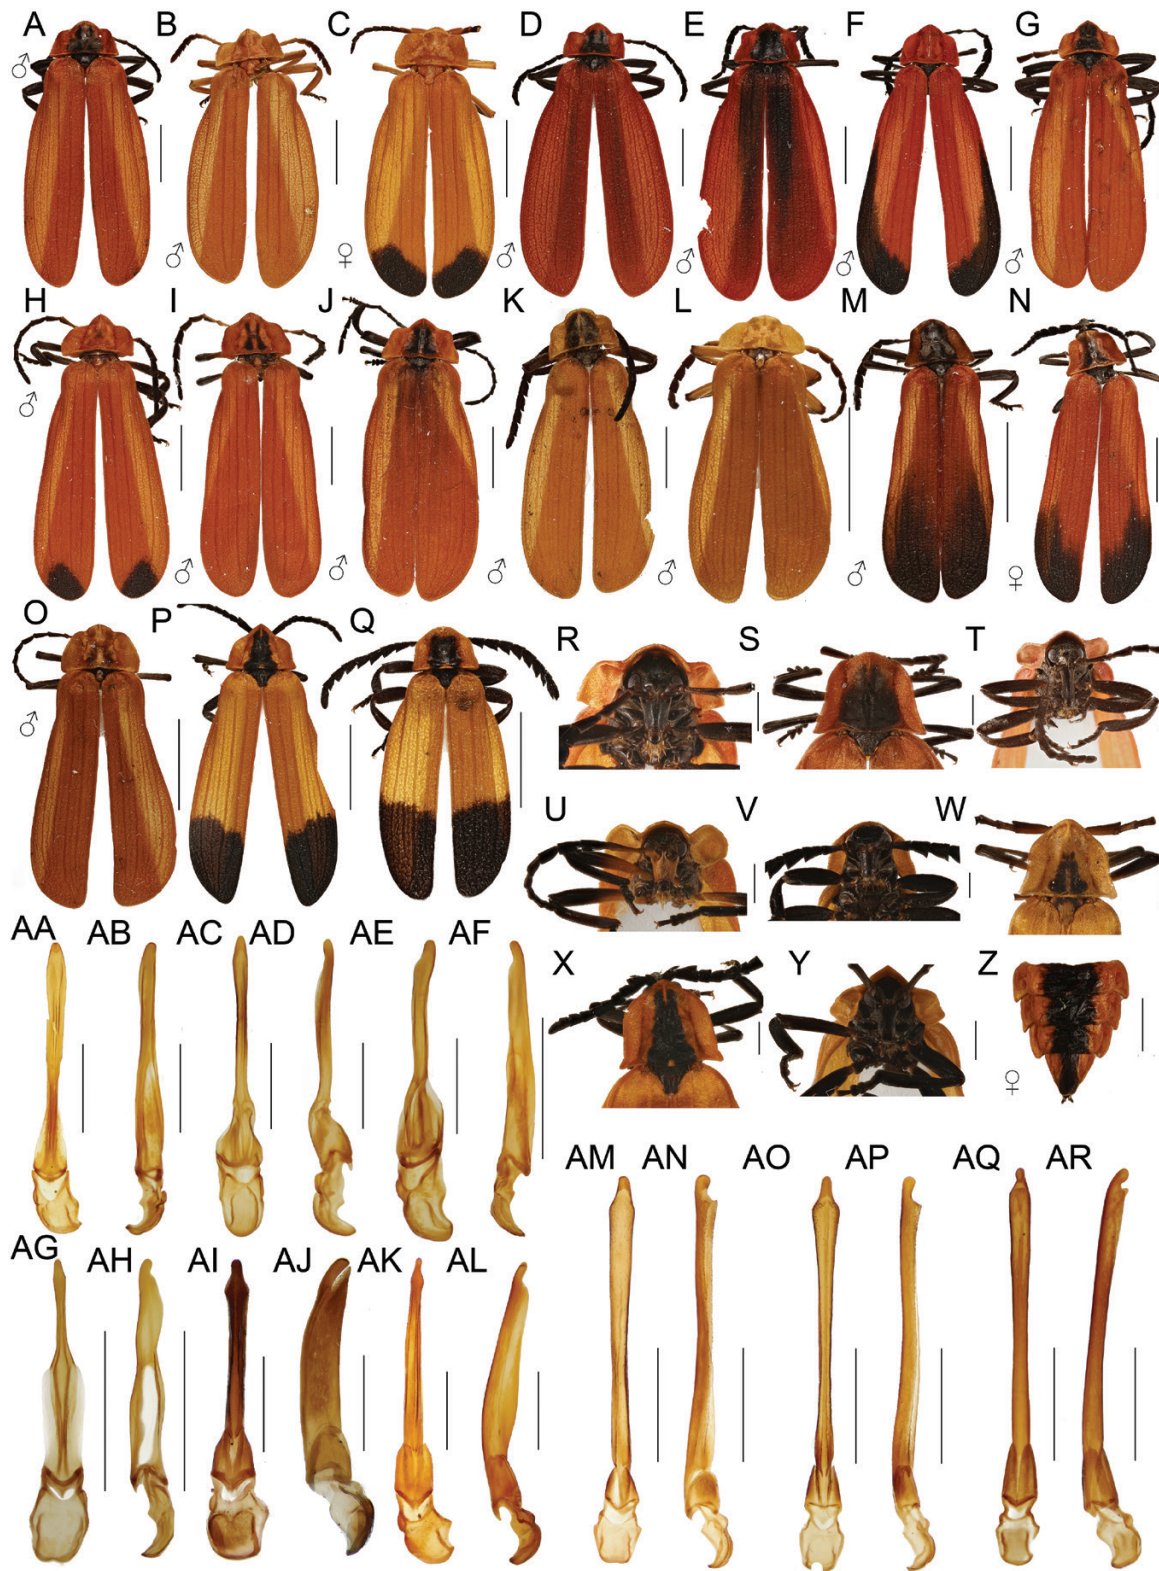 A B C D E F G
♂ ♂ ♀ ♂ ♂ ♂ ♂
H I J K L M N
♂ ♂ ♂ ♂ ♂ ♂ ♀
O P Q R S T
♂
U V W
AA AB AC AD AE AF X Y Z
♀
AM AN AO AP AQ AR
AG AH AI AJ AK AL